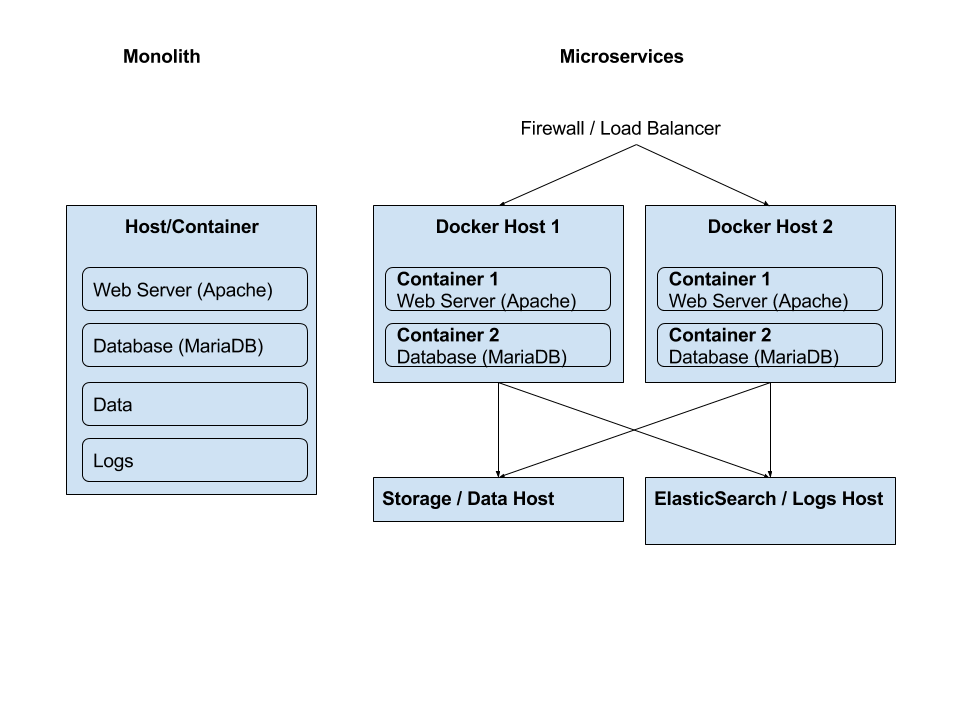 Monolith
Microservices
Firewall / Load Balancer
Host/Container
Web Server (Apache)
Database (MariaDB)
Data
Logs
Docker Host 1
Container 1
Web Server (Apache)
Container 2
Database (MariaDB)
Docker Host 2
Container 1
Web Server (Apache)
Container 2
Database (MariaDB)
Storage / Data Host
ElasticSearch / Logs Host